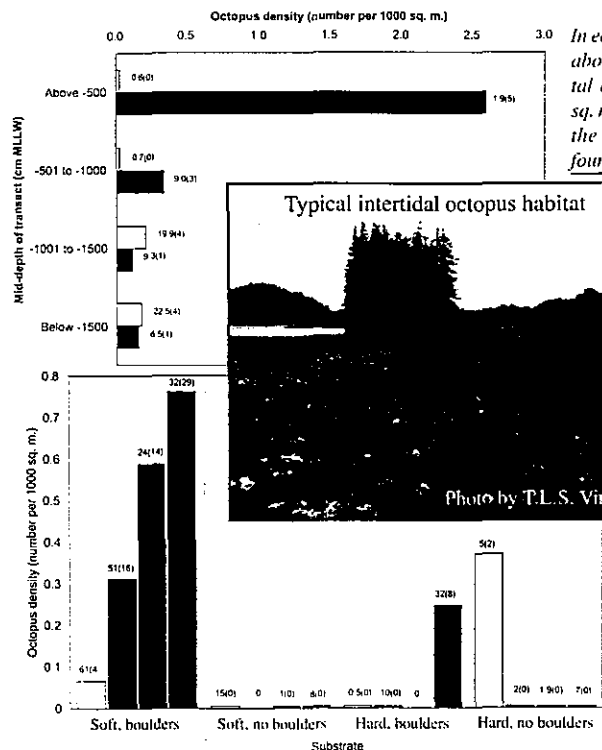 Octopus density (number per 1000 sq. m.)
0.0 0.5 1.0 1.5 2.0 2.5 3.0
Mid-depth of transect (cm MLLW)
Above -500
0.6(0)
1.9(5)
-501 to -1000
0.7(0)
9.0(3)
-1001 to -1500
19.9(4)
9.3(1)
Below -1500
22.5(4)
6.5(1)
sq.
the
Typical intertidal octopus habitat
Photo by T.L.S.
Octopus density (number per 1000 sq. m.)
0.8
0.7
0.6
0.5
0.4
0.3
0.2
0.1
0
61(4
51(16)
24(14)
32(29)
15(0) 0 1(0) 8(0)
0.5(0) 10(0) 0 32(8)
5(2) 2(0) 1.9(0) 7(0)
Soft, boulders Soft, no boulders Hard, boulders Hard, no boulders
Substrate